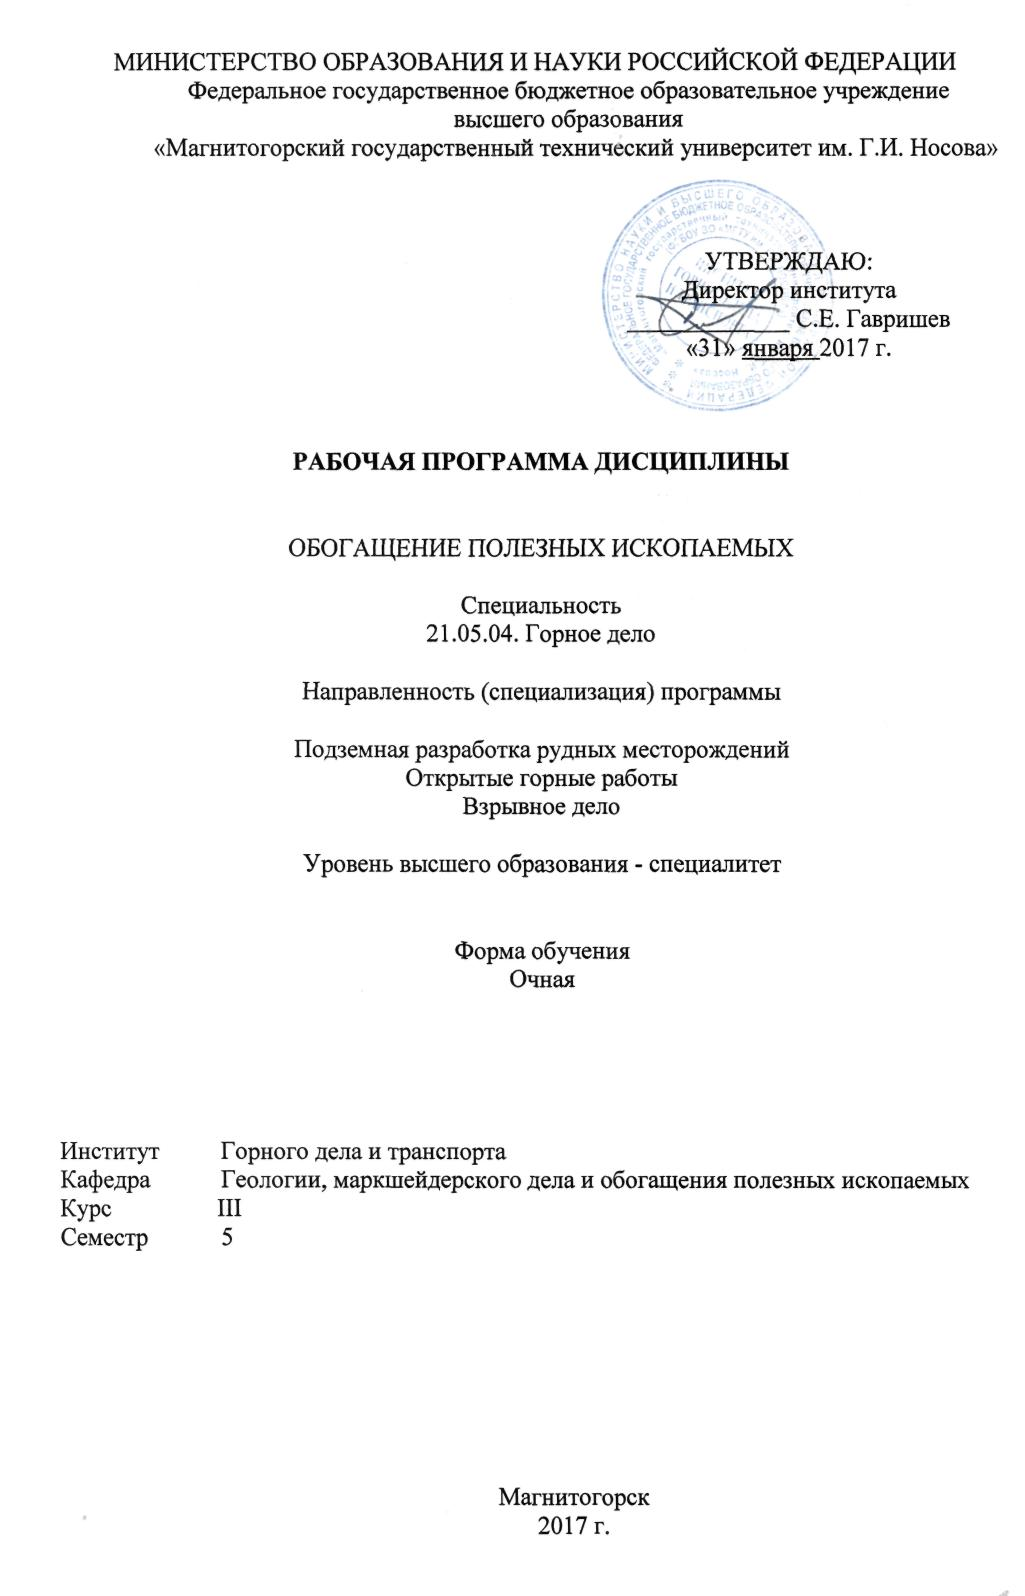 МИНИСТЕРСТВО ОБРАЗОВАНИЯ И НАУКИ РОССИЙСКОЙ ФЕДЕРАЦИИ
Федеральное государственное бюджетное образовательное учреждение
высшего образования
«Магнитогорский государственный технический университет им. Г.И. Носова»
УТВЕРЖДАЮ:
Директор института
С.Е. Гавришев
«31» января 2017 г.
РАБОЧАЯ ПРОГРАММА ДИСЦИПЛИНЫ
ОБОГАЩЕНИЕ ПОЛЕЗНЫХ ИСКОПАЕМЫХ
Специальность
21.05.04. Горное дело
Направленность (специализация) программы
Подземная разработка рудных месторождений
Открытые горные работы
Взрывное дело
Уровень высшего образования - специалитет
Форма обучения
Очная
Институт Горного дела и транспорта
Кафедра Геологии, маркшейдерского дела и обогащения полезных ископаемых
Курс III
Семестр 5
Магнитогорск
2017 г.